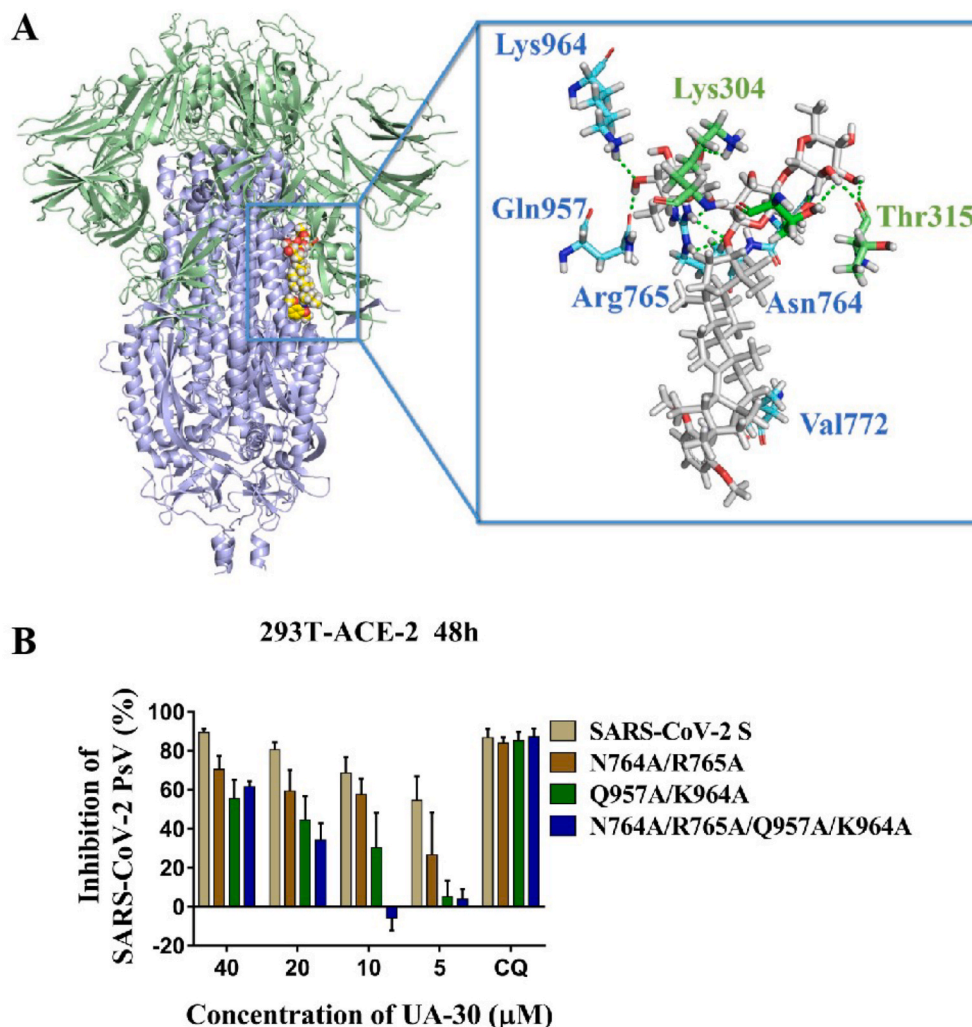 A
Lys964
Lys304
Gln957
Thr315
Arg765
Asn764
Val772
B
293T-ACE-2 48h
Inhibition of
SARS-CoV-2 PsV (%)
100
80
60
40
20
0
-20
40
20
10
5
CQ
Concentration of UA-30 (μM)
SARS-CoV-2 S
N764A/R765A
Q957A/K964A
N764A/R765A/Q957A/K964A